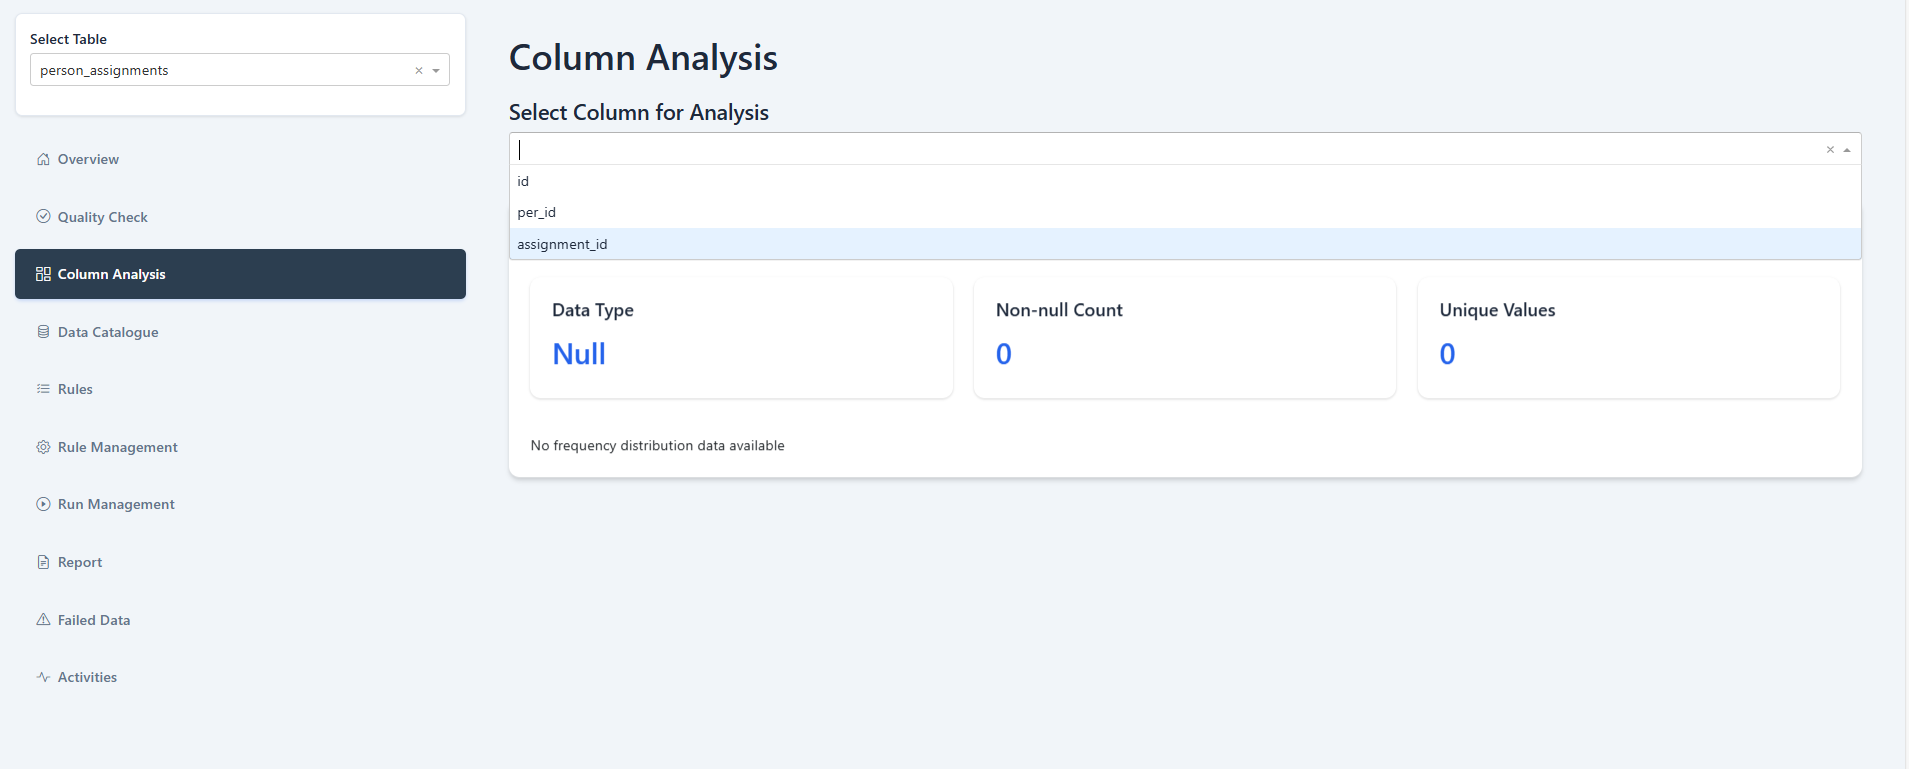 Select Table
person_assignments
Overview
Quality Check
Column Analysis
Data Catalogue
Rules
Rule Management
Run Management
Report
Failed Data
Activities
Column Analysis
Select Column for Analysis
id
per_id
assignment_id
Data Type
Null
Non-null Count
0
Unique Values
0
No frequency distribution data available